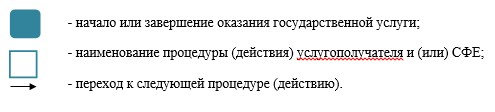 - начало или завершение оказания государственной услуги;
- наименование процедуры (действия) услугополучателя и (или) СФЕ;
- переход к следующей процедуре (действию).